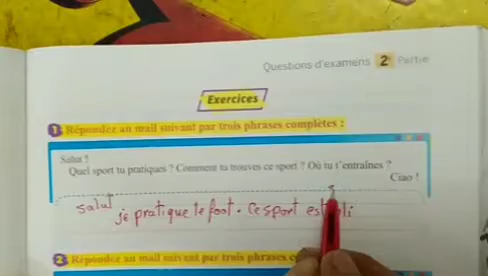 Questions d'examens 2e Partie
Exercices
1 Répondez au mail suivant par trois phrases complètes :
Salut !
Quel sport tu pratiques ? Comment tu trouves ce sport ? Où tu t'entraînes ?
Ciao !
salut
je pratique le foot. Ce sport est
2 Répondez au mail suivant par trois phrases